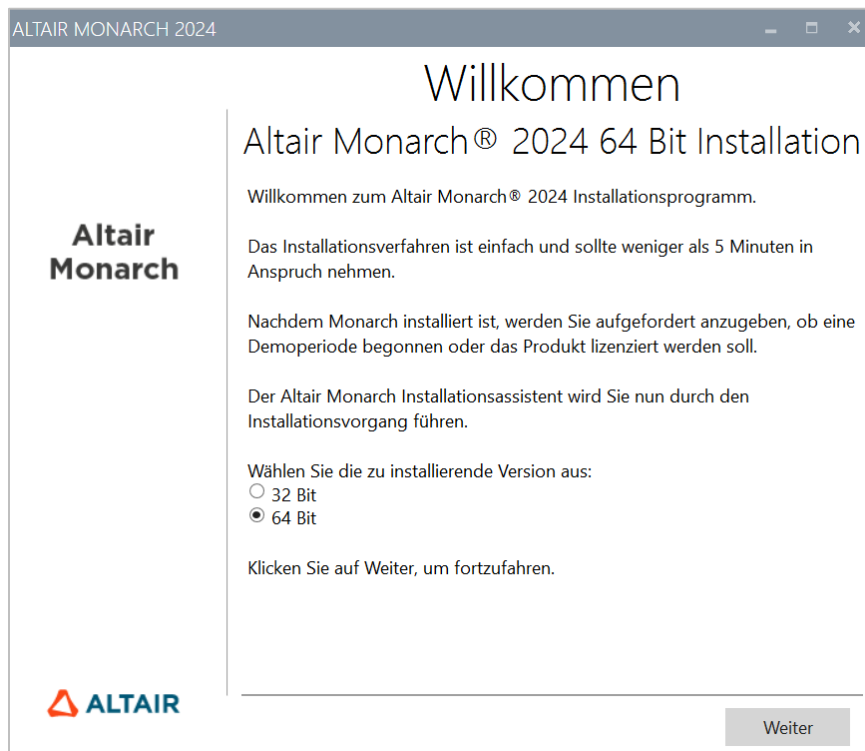 ALTAIR MONARCH 2024
Willkommen
Altair Monarch® 2024 64 Bit Installation
Altair
Monarch
Willkommen zum Altair Monarch® 2024 Installationsprogramm.
Das Installationsverfahren ist einfach und sollte weniger als 5 Minuten in
Anspruch nehmen.
Nachdem Monarch installiert ist, werden Sie aufgefordert anzugeben, ob eine
Demoperiode begonnen oder das Produkt lizenziert werden soll.
Der Altair Monarch Installationsassistent wird Sie nun durch den
Installationsvorgang führen.
Wählen Sie die zu installierende Version aus:
32 Bit
64 Bit
Klicken Sie auf Weiter, um fortzufahren.
ALTAIR
Weiter